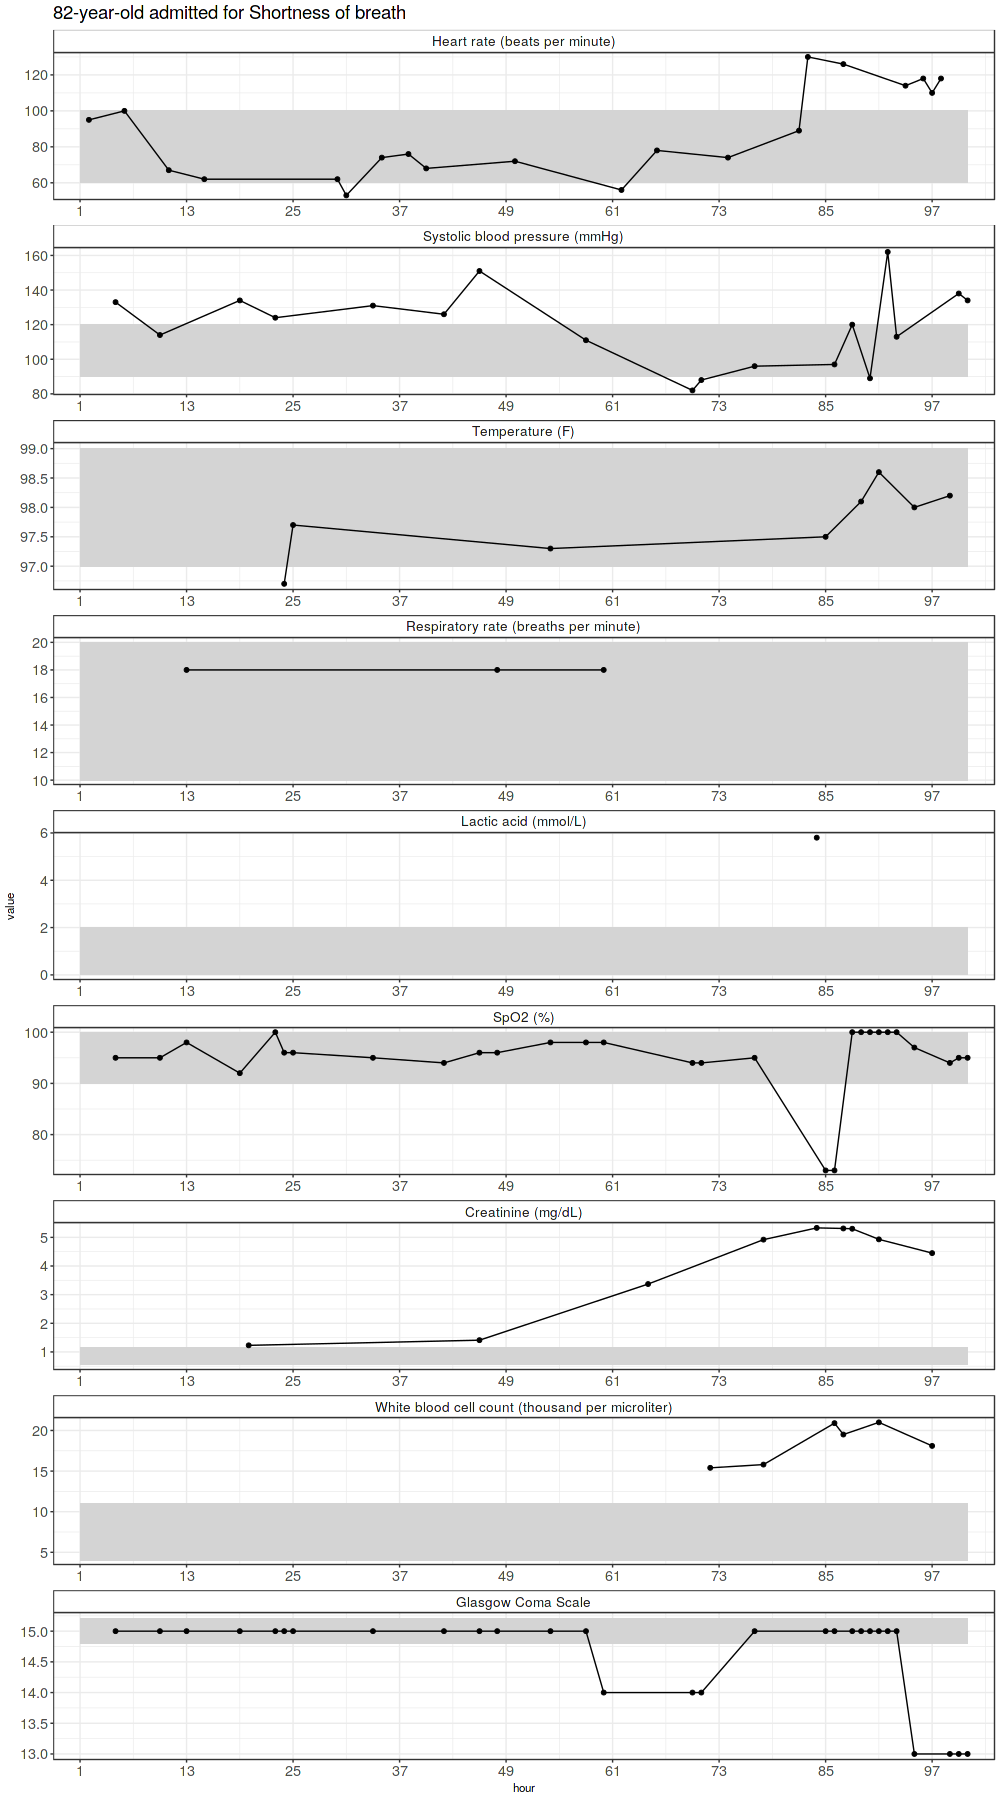 82-year-old admitted for Shortness of breath
Heart rate (beats per minute)
120
100
80
60
1 13 25 37 49 61 73 85 97
Systolic blood pressure (mmHg)
160
140
120
100
80
1 13 25 37 49 61 73 85 97
Temperature (F)
99.0
98.5
98.0
97.5
97.0
1 13 25 37 49 61 73 85 97
Respiratory rate (breaths per minute)
20
18
16
14
12
10
1 13 25 37 49 61 73 85 97
Lactic acid (mmol/L)
6
4
2
0
1 13 25 37 49 61 73 85 97
value
SpO2 (%)
100
90
80
1 13 25 37 49 61 73 85 97
Creatinine (mg/dL)
5
4
3
2
1
1 13 25 37 49 61 73 85 97
White blood cell count (thousand per microliter)
20
15
10
5
1 13 25 37 49 61 73 85 97
Glasgow Coma Scale
15.0
14.5
14.0
13.5
13.0
1 13 25 37 49 61 73 85 97
hour